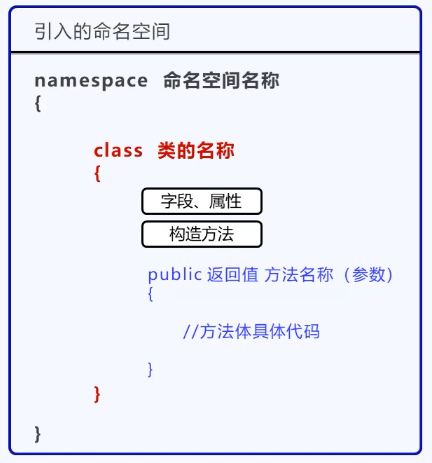 引入的命名空间
namespace 命名空间名称
{
class 类的名称
{
字段、属性
构造方法
public 返回值 方法名称（参数）
{
//方法体具体代码
}
}
}